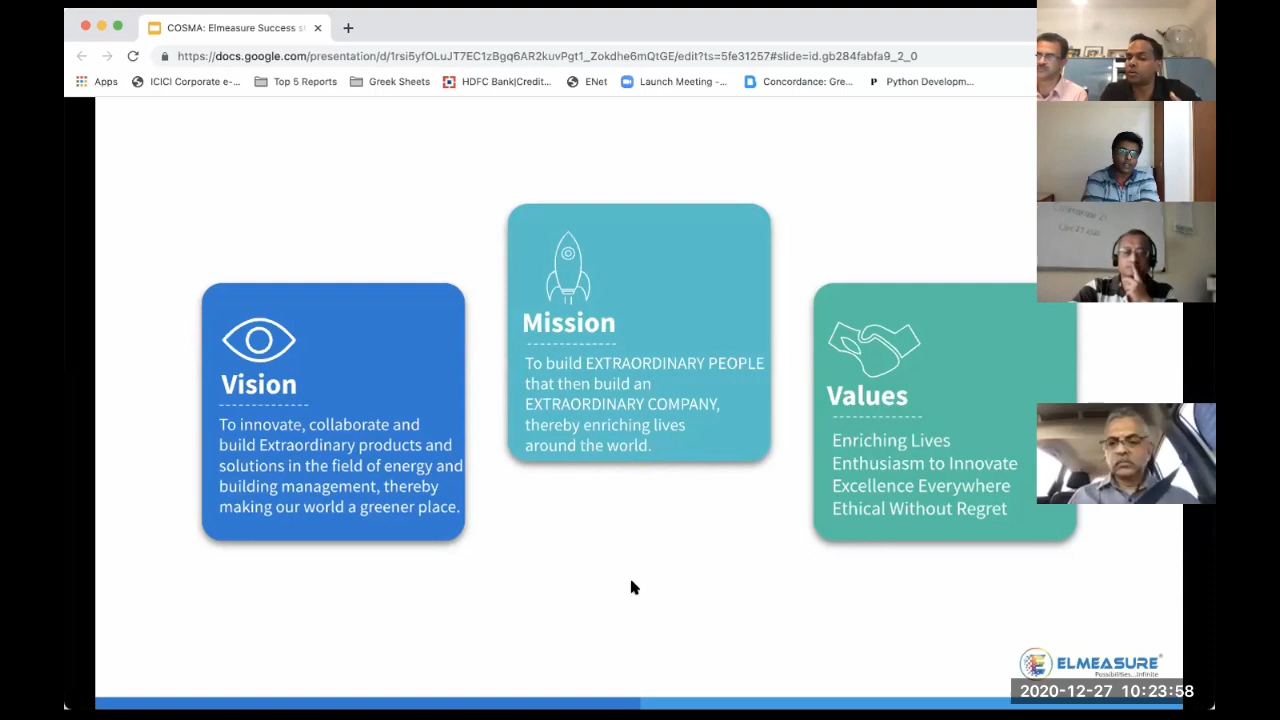 COSMA: Elmeasure Success s
https://docs.google.com/presentation/d/1rsi5yfOLuJT7EC1zBgq6AR2kuvPgt1_Zokdhe6mQtGE/edit?ts=5fe31257#slide=id.gb284fabfa9_2_0
Apps ICICI Corporate e-... Top 5 Reports Greek Sheets HDFC Bank|Credit... ENet Launch Meeting -... Concordance: Gre... P Python Developm...
Vision
To innovate, collaborate and
build Extraordinary products and
solutions in the field of energy and
building management, thereby
making our world a greener place.
Mission
To build EXTRAORDINARY PEOPLE
that then build an
EXTRAORDINARY COMPANY,
thereby enriching lives
around the world.
Values
Enriching Lives
Enthusiasm to Innovate
Excellence Everywhere
Ethical Without Regret
ELMEASURE®
Possibilities...Infinite
2020-12-27 10:23:58